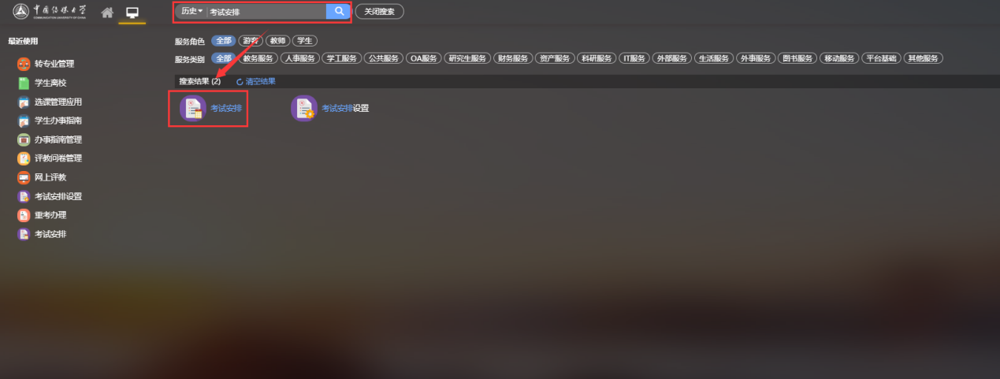 中国传媒大学
COMMUNICATION UNIVERSITY OF CHINA
历史 考试安排 关闭搜索
最近使用
转专业管理
学生离校
选课管理应用
学生办事指南
办事指南管理
评教问卷管理
网上评教
考试安排设置
重考办理
考试安排
服务角色 全部 游客 教师 学生
服务类别 全部 教务服务 人事服务 学工服务 公共服务 OA服务 研究生服务 财务服务 资产服务 科研服务 IT服务 外部服务 生活服务 外事服务 图书服务 移动服务 平台基础 其他服务
搜索结果 (2) 清空结果
考试安排 考试安排设置